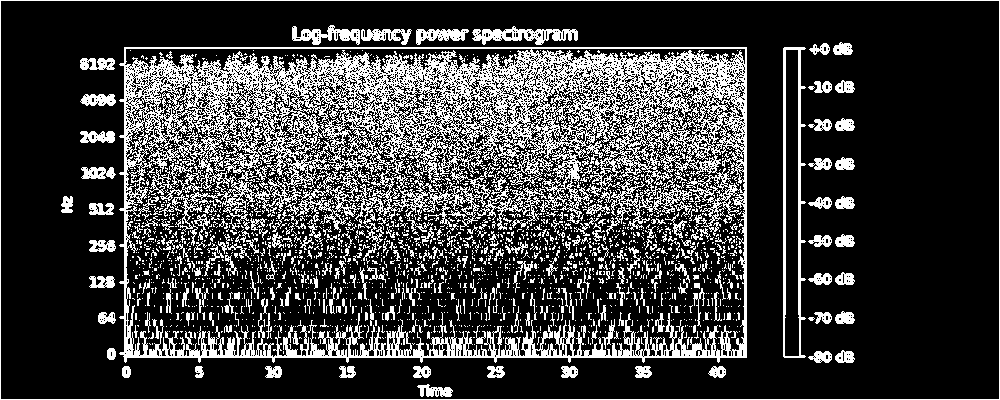 Log-frequency power spectrogram
8192
4096
2048
1024
512
256
128
64
0
Hz
0 5 10 15 20 25 30 35 40
Time
+0 dB
-10 dB
-20 dB
-30 dB
-40 dB
-50 dB
-60 dB
-70 dB
-80 dB